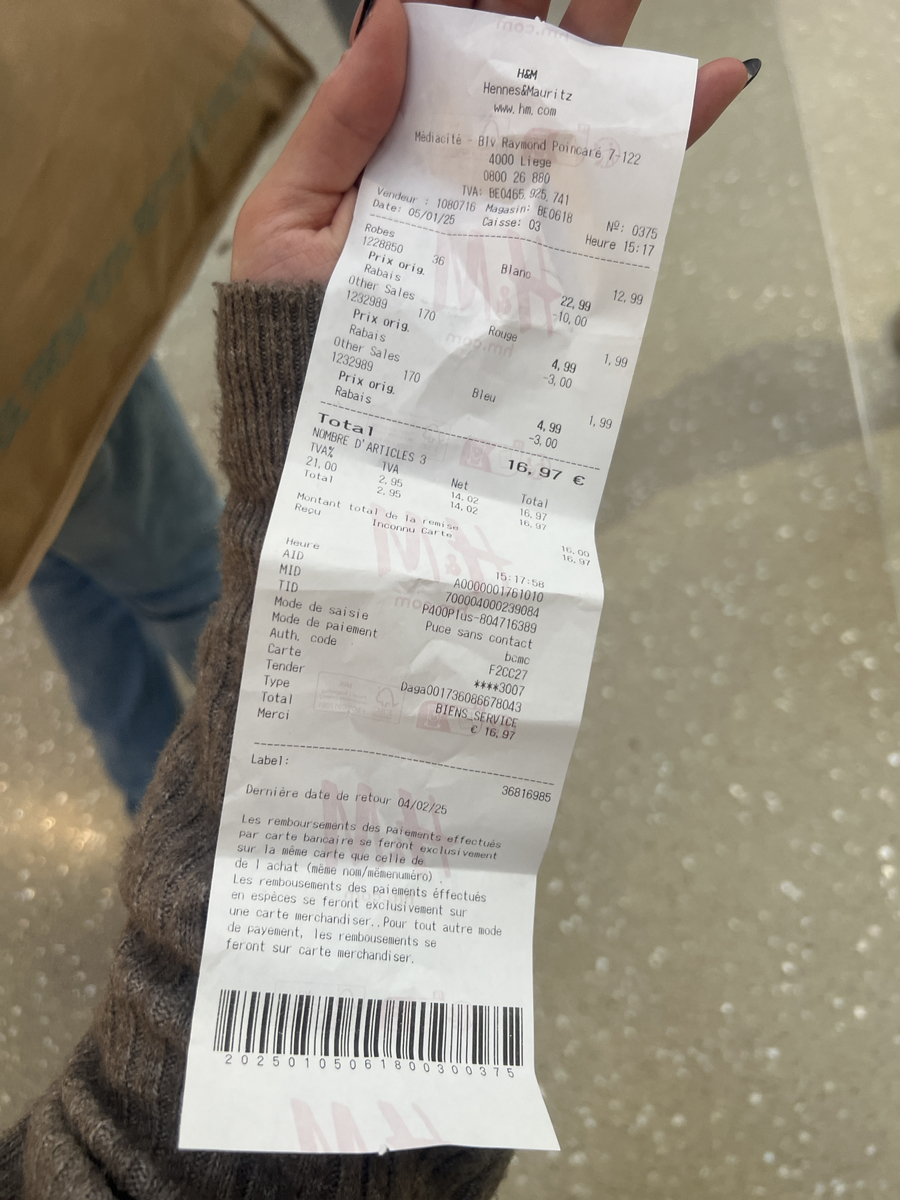 H&M
Hennes&Mauritz
www.hm.com
Médiacité - Blv Raymond Poincaré 7-122
4000 Liege
0800 26 880
TVA: BE0465.925.741
Vendeur : 1080716 Magasin: BE0618 Nº: 0375
Date: 05/01/25 Caisse: 03 Heure 15:17
Robes 12,99
1228850 36 Blanc
Prix orig. 22,99
Rabais -10,00
Other Sales 1,99
1232989 170 Rouge
Prix orig. 4,99
Rabais -3,00
Other Sales 1,99
1232989 170 Bleu
Prix orig. 4,99
Rabais -3,00
Total 16,97 €
NOMBRE D'ARTICLES 3
TVA% TVA Net Total
21,00 2,95 14,02 16,97
Total 2,95 14,02 16,97
Montant total de la remise 16,00
Reçu Inconnu Carte 16,97
Heure 15:17:58
AID A0000001761010
MID 700004000239084
TID P400Plus-804716389
Mode de saisie Puce sans contact
Mode de paiement bcmc
Auth. code F2CC27
Carte ****3007
Tender Daga001736086678043
Type BIENS_SERVICE
Total € 16,97
Merci
Label: 36816985
Dernière date de retour 04/02/25
Les remboursements des paiements effectués
par carte bancaire se feront exclusivement
sur la même carte que celle de
de l achat (même nom/mêmenuméro)
Les rembousements des paiements éffectués
en espèces se feront exclusivement sur
une carte merchandiser..Pour tout autre mode
de payement, les rembousements se
feront sur carte merchandiser.
2025010506180003 00375